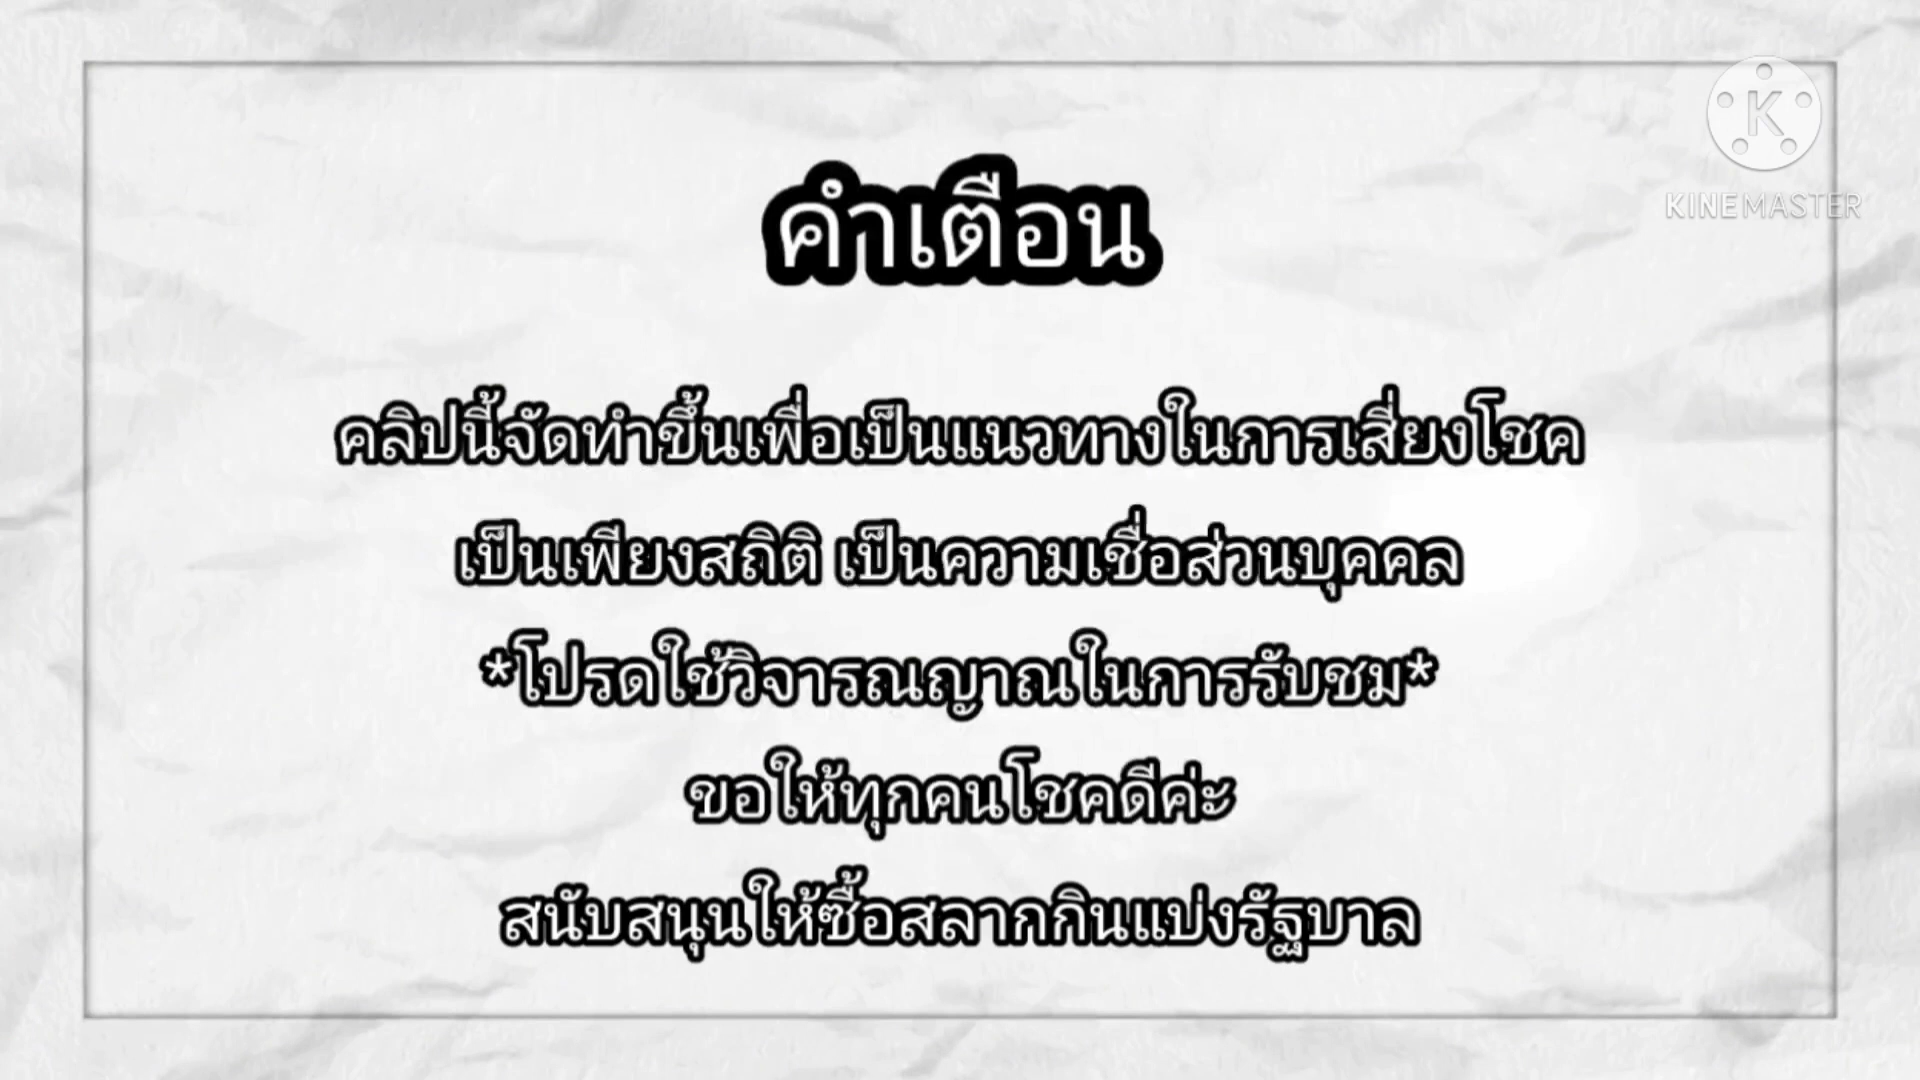 คำเตือน
คลิปนี้จัดทำขึ้นเพื่อเป็นแนวทางในการเสี่ยงโชค
เป็นเพียงสถิติ เป็นความเชื่อส่วนบุคคล
*โปรดใช้วิจารณญาณในการรับชม*
ขอให้ทุกคนโชคดีค่ะ
สนับสนุนให้ซื้อสลากกินแบ่งรัฐบาล
K
KINEMASTER